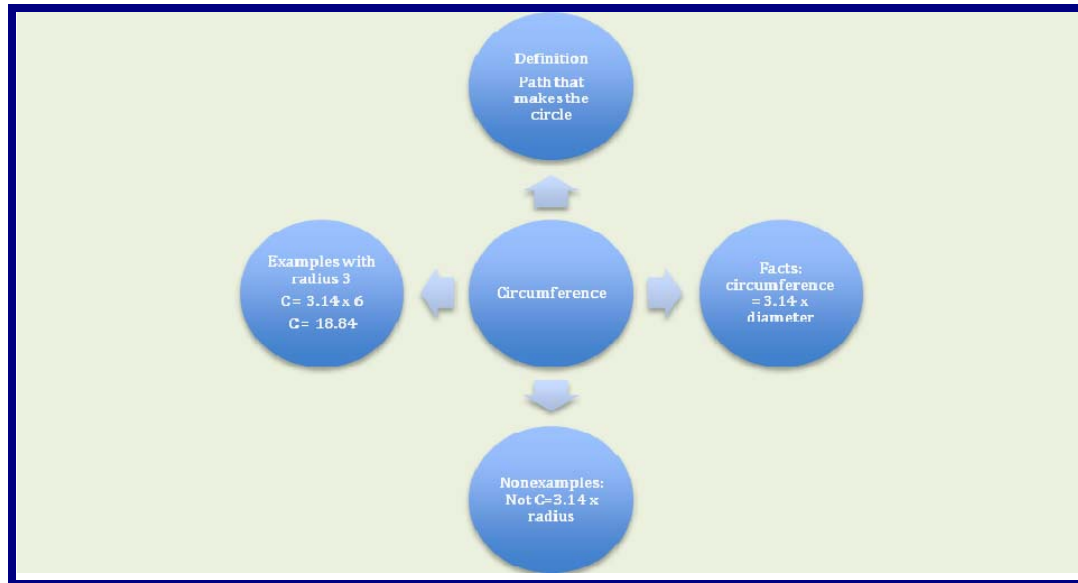 Definition
Path that
makes the
circle
Examples with
radius 3
C= 3.14 x 6
C= 18.84
Circumference
Facts:
circumference
= 3.14 x
diameter
Nonexamples:
Not C=3.14 x
radius